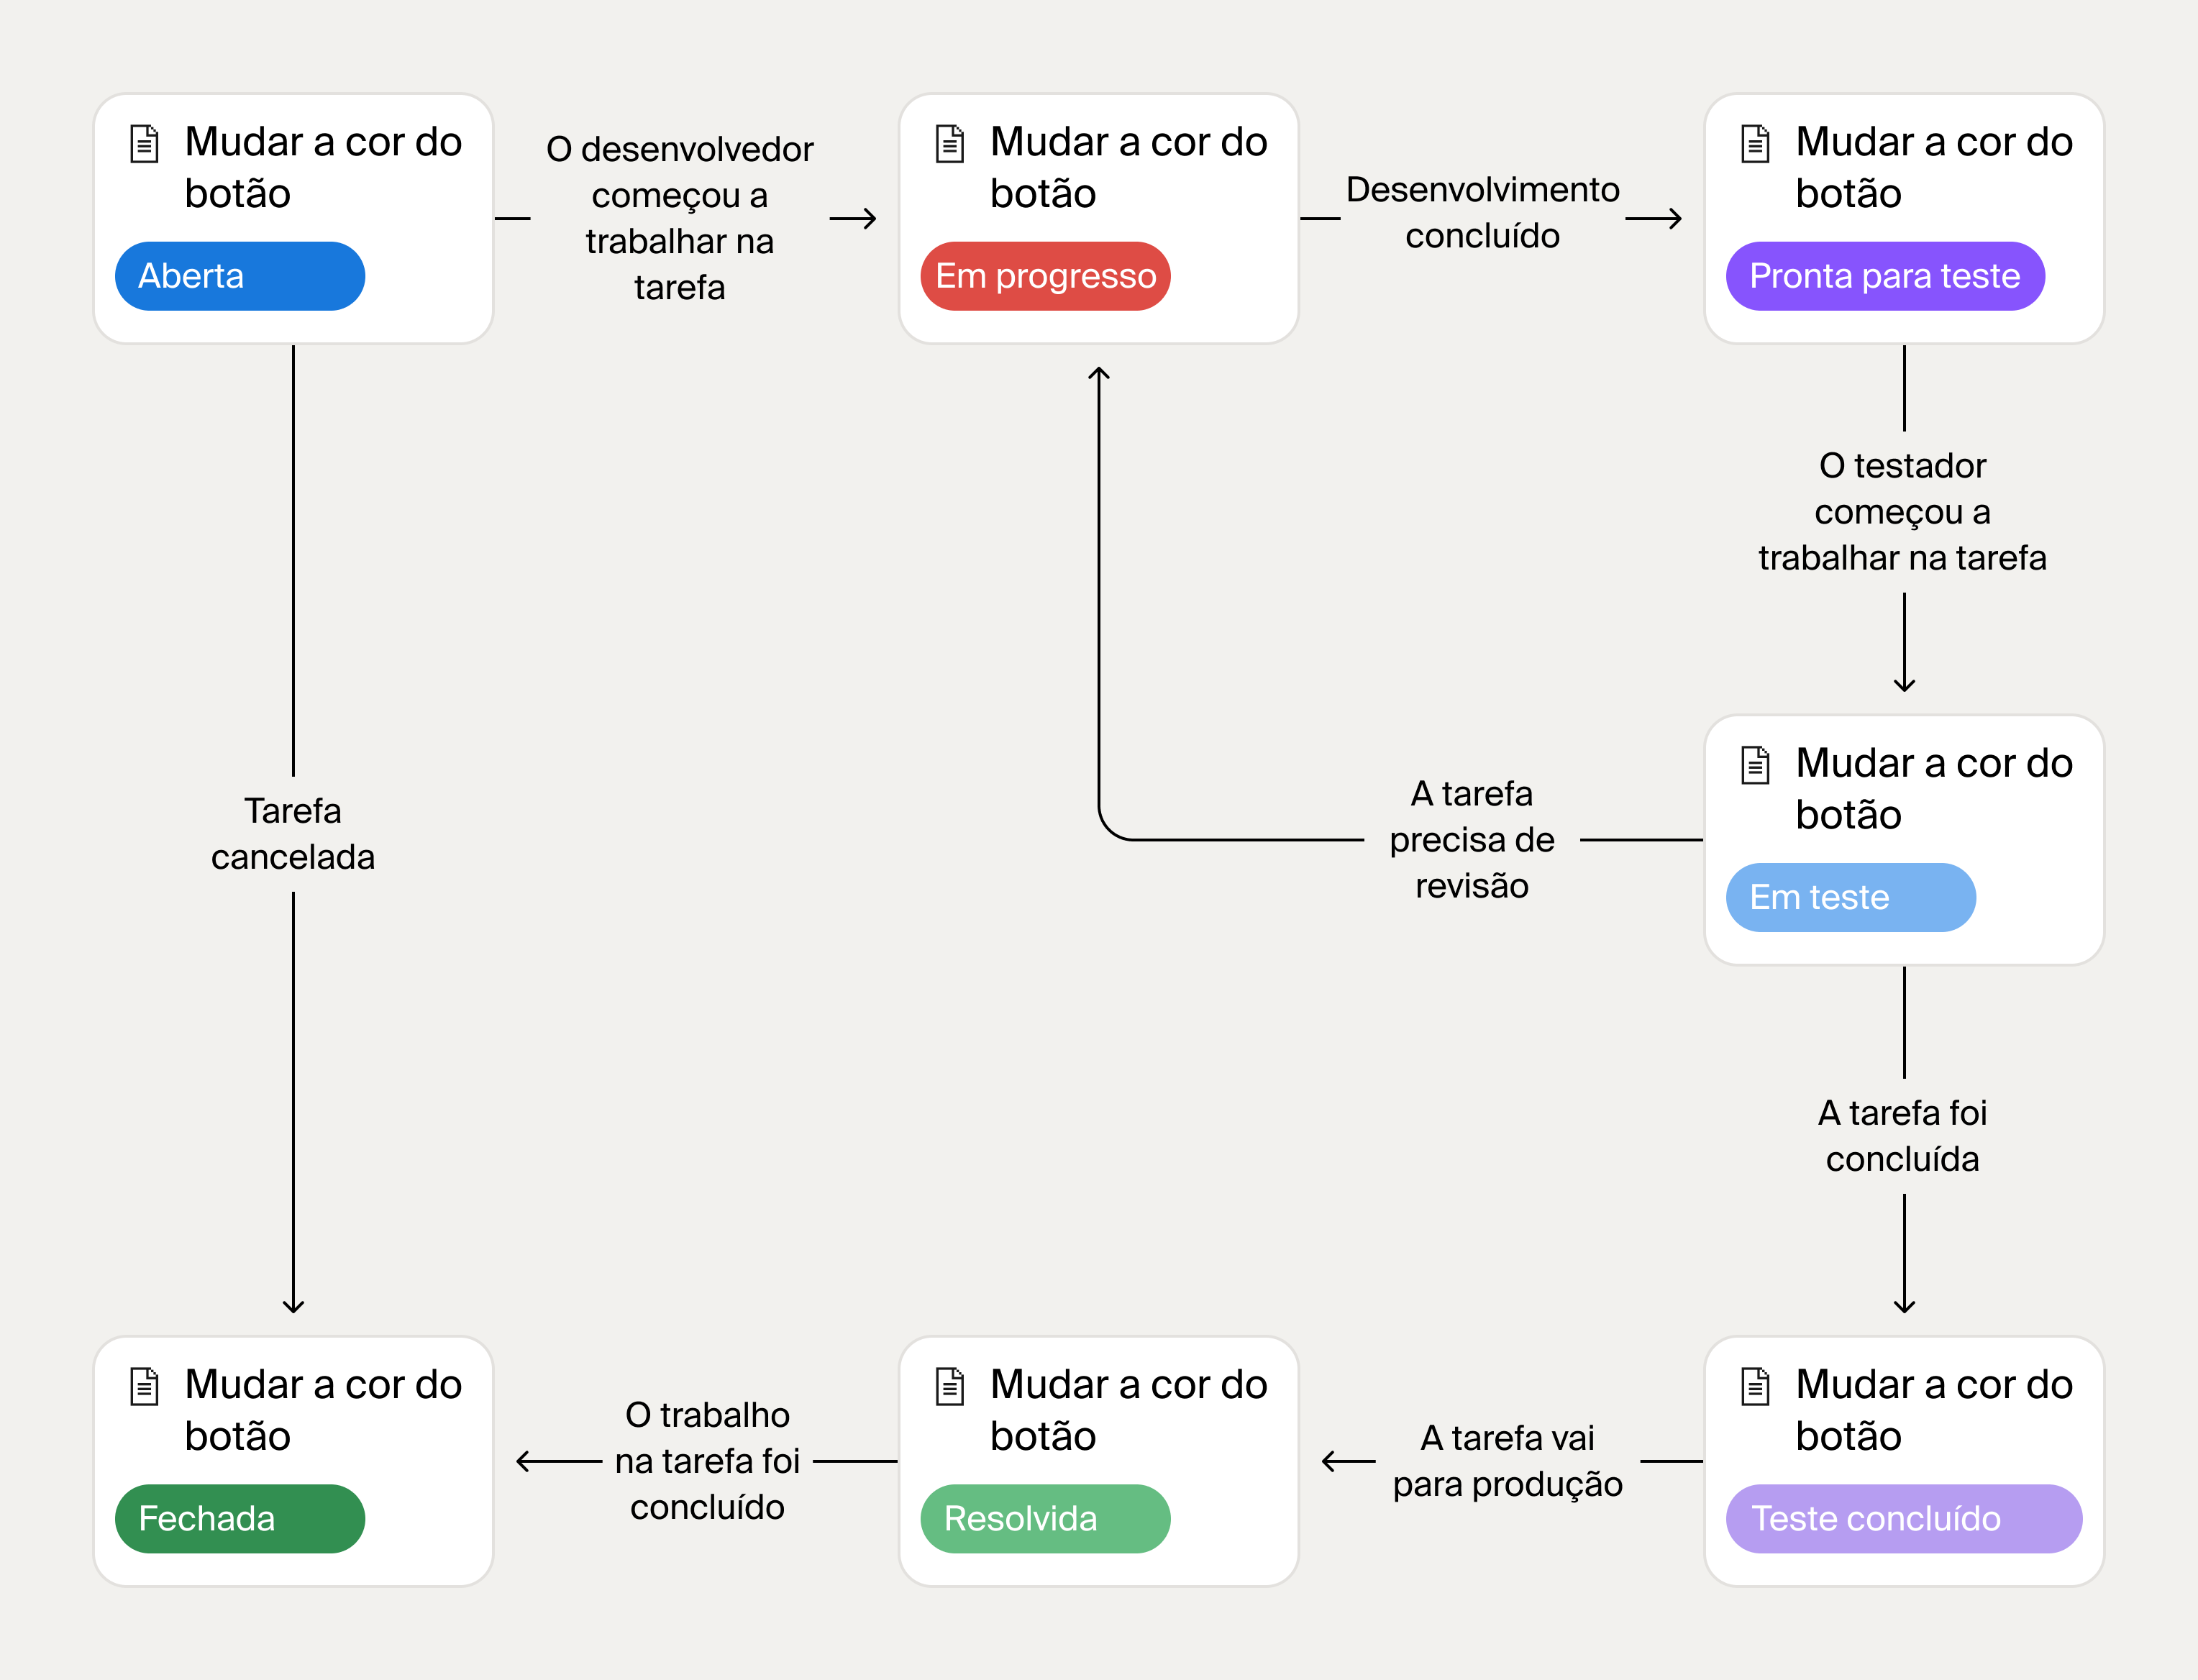 Mudar a cor do
botão
Aberta
O desenvolvedor
começou a
trabalhar na
tarefa
Mudar a cor do
botão
Em progresso
Desenvolvimento
concluído
Mudar a cor do
botão
Pronta para teste
O testador
começou a
trabalhar na tarefa
Mudar a cor do
botão
Em teste
A tarefa
precisa de
revisão
Tarefa
cancelada
A tarefa foi
concluída
Mudar a cor do
botão
Teste concluído
A tarefa vai
para produção
Mudar a cor do
botão
Resolvida
O trabalho
na tarefa foi
concluído
Mudar a cor do
botão
Fechada